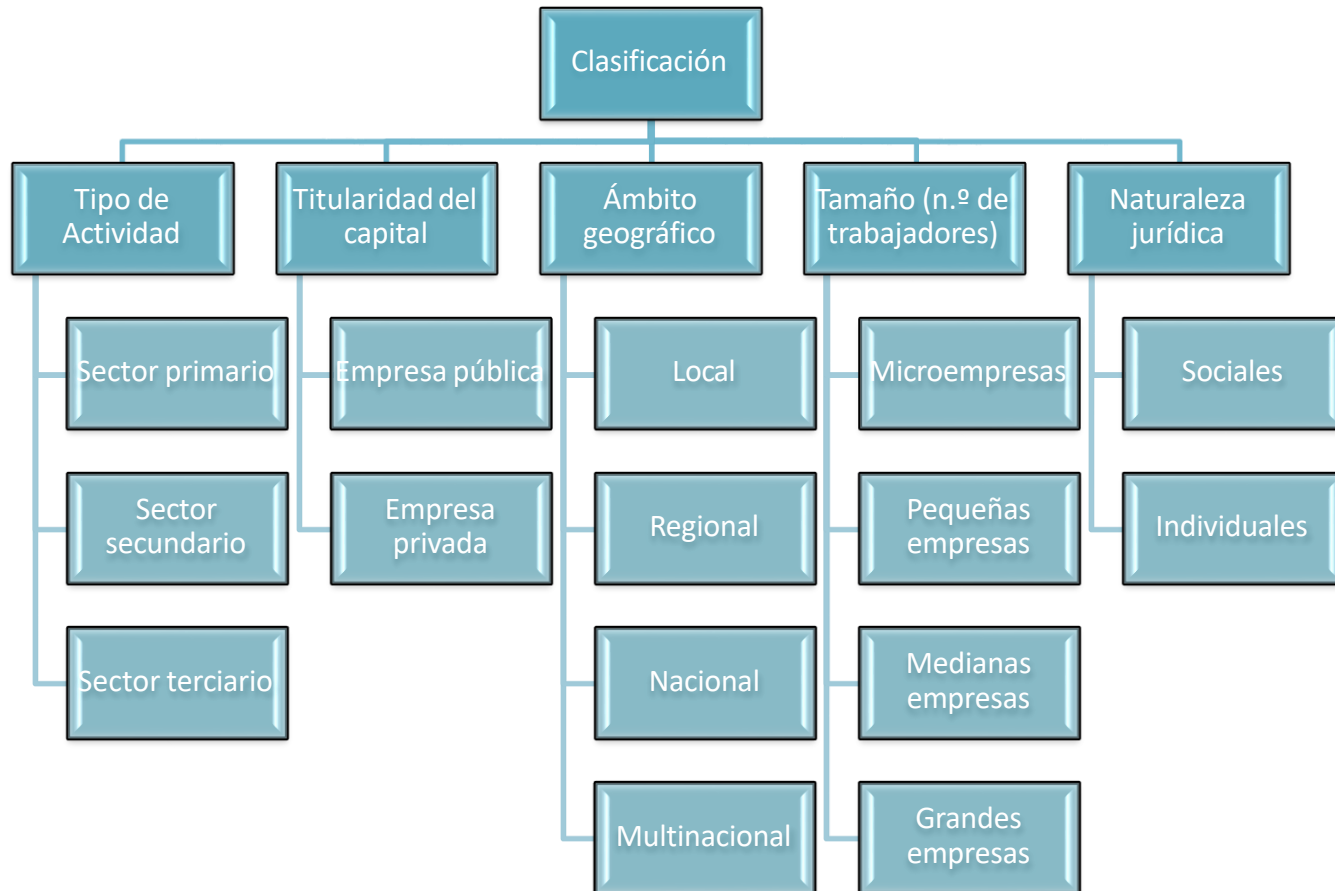 Clasificación
Tipo de
Actividad
Sector primario
Sector
secundario
Sector terciario
Titularidad del
capital
Empresa pública
Empresa
privada
Ámbito
geográfico
Local
Regional
Nacional
Multinacional
Tamaño (n.º de
trabajadores)
Microempresas
Pequeñas
empresas
Medianas
empresas
Grandes
empresas
Naturaleza
jurídica
Sociales
Individuales